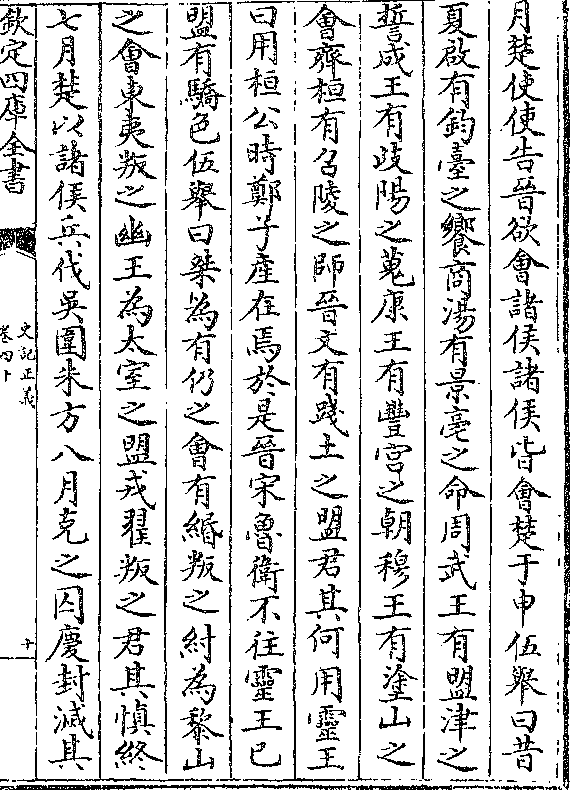 月楚使使告晉欲會諸侯諸侯皆會楚于申伍舉曰昔
夏啟有鈞臺之饗商湯有景亳之命周武王有盟津之
誓成王有岐陽之蒐康王有豐宮之朝穆王有塗山之
會齊桓有召陵之師晉文有踐土之盟君其何用靈王
曰用桓公時鄭子產在焉於是晉宋魯衛不往靈王已
盟有驕色伍舉曰桀為有仍之會有緡叛之紂為黎山
之會東夷叛之幽王為太室之盟戎翟叛之君其慎終
七月楚以諸侯兵伐吳圍朱方八月克之囚慶封滅其
欽定四庫全書
史記正義
卷四十
十